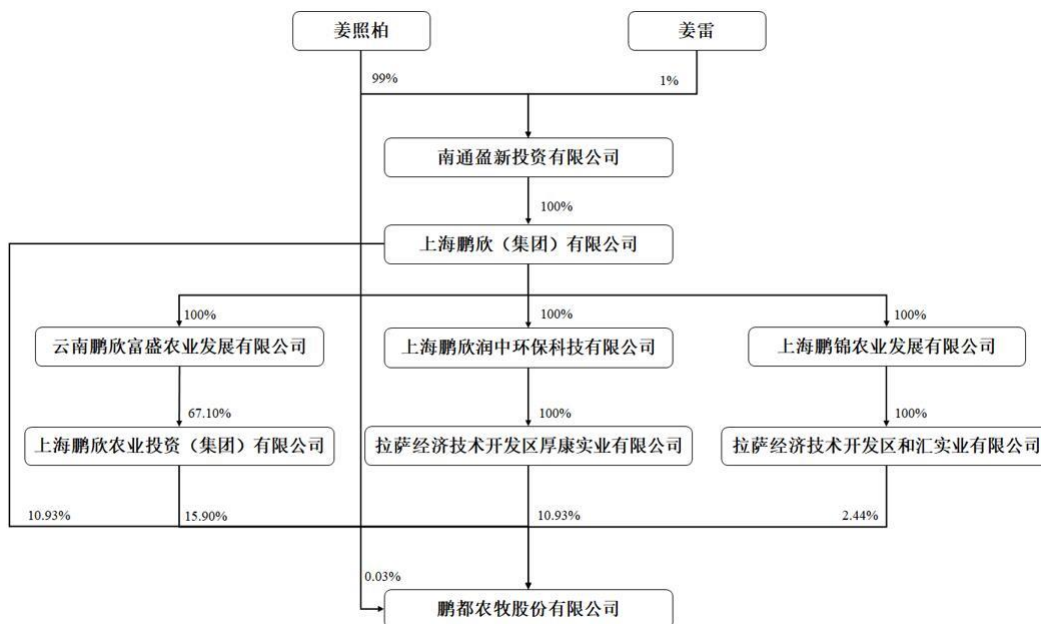 姜照柏 姜雷
99% 1%
南通盈新投资有限公司
100%
上海鹏欣（集团）有限公司
100% 100% 100%
云南鹏欣富盛农业发展有限公司 上海鹏欣润中环保科技有限公司 上海鹏锦农业发展有限公司
67.10% 100% 100%
上海鹏欣农业投资（集团）有限公司 拉萨经济技术开发区厚康实业有限公司 拉萨经济技术开发区和汇实业有限公司
10.93% 15.90% 10.93% 2.44%
0.03%
鹏都农牧股份有限公司